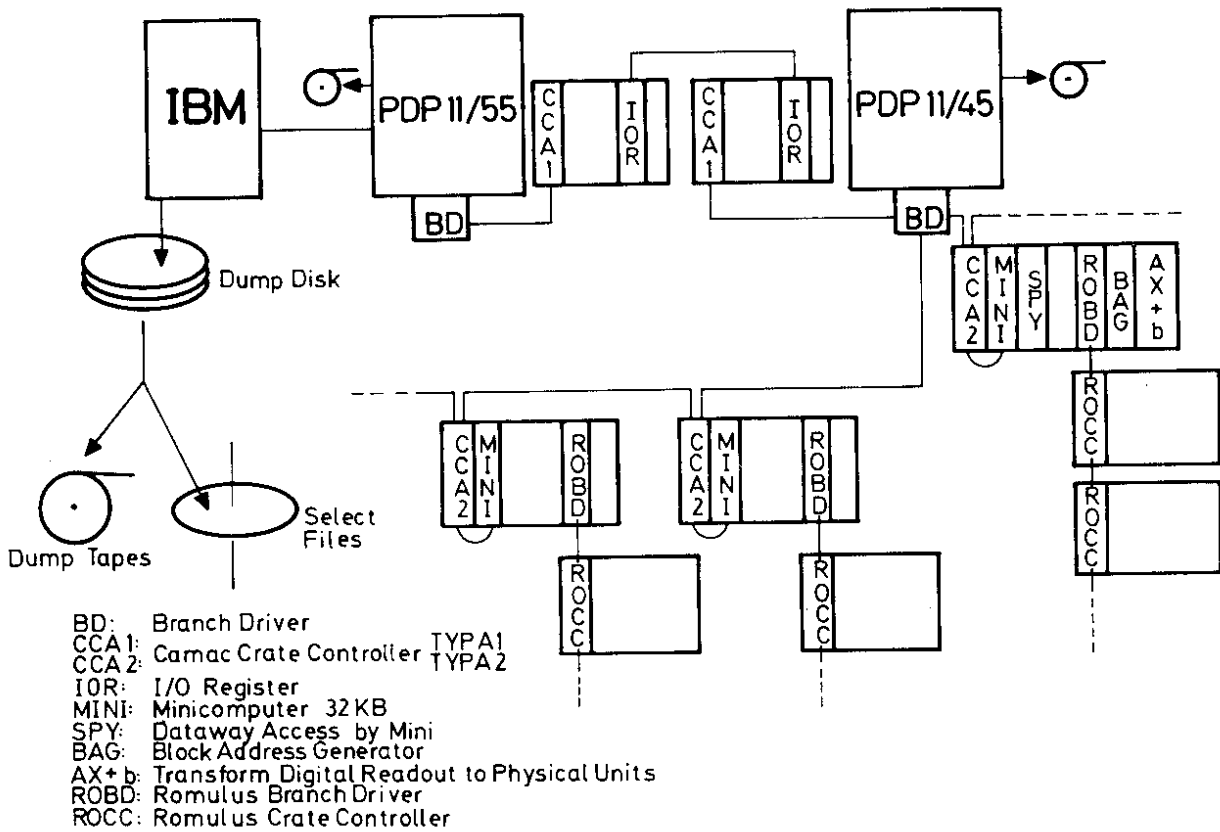 IBM
PDP 11/55
CCA1
IOR
CCA1
IOR
PDP 11/45
BD
BD
Dump Disk
CCA2
MINI
SPY
ROBD
BAG
AX+b
ROCC
ROCC
CCA2
MINI
ROBD
CCA2
MINI
ROBD
ROCC
ROCC
Dump Tapes
Select
Files
BD: Branch Driver
CCA1: Camac Crate Controller TYPA1
CCA2: TYPA2
IOR: I/O Register
MINI: Minicomputer 32KB
SPY: Dataway Access by Mini
BAG: Block Address Generator
AX+b: Transform Digital Readout to Physical Units
ROBD: Romulus Branch Driver
ROCC: Romulus Crate Controller